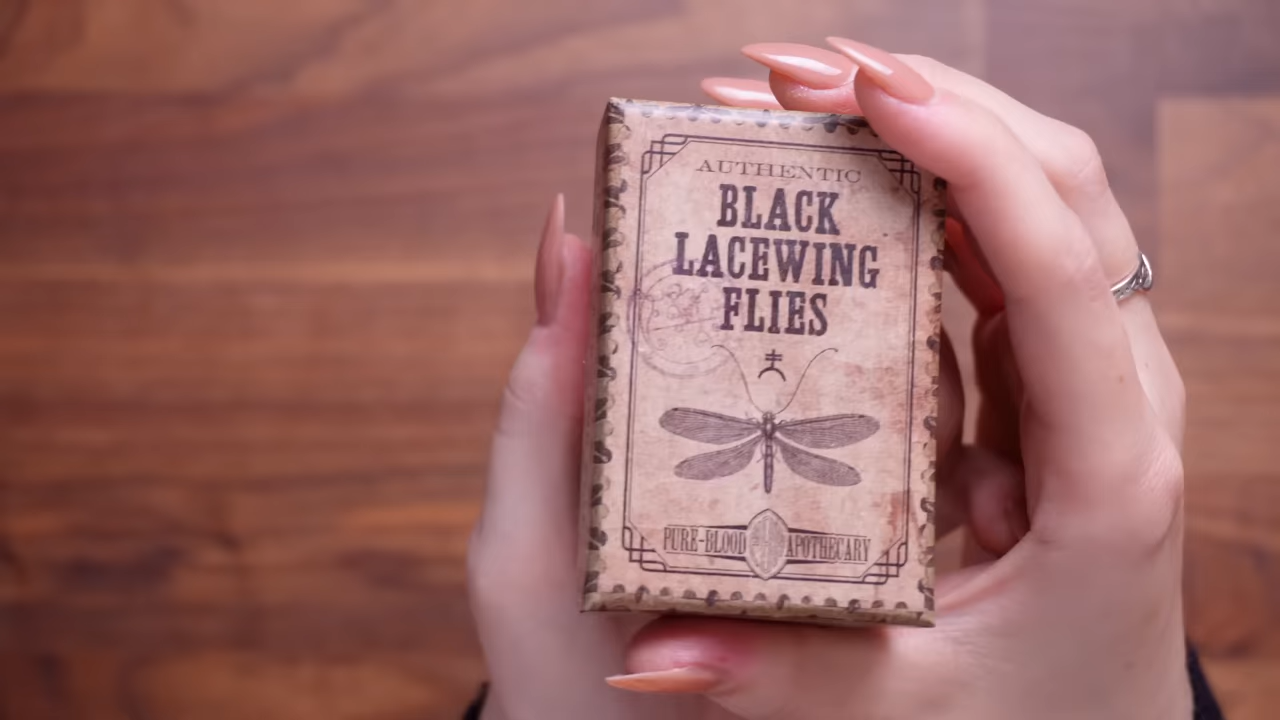 AUTHENTIC
BLACK
LACEWING
FLIES
PURE-BLOOD APOTHECARY